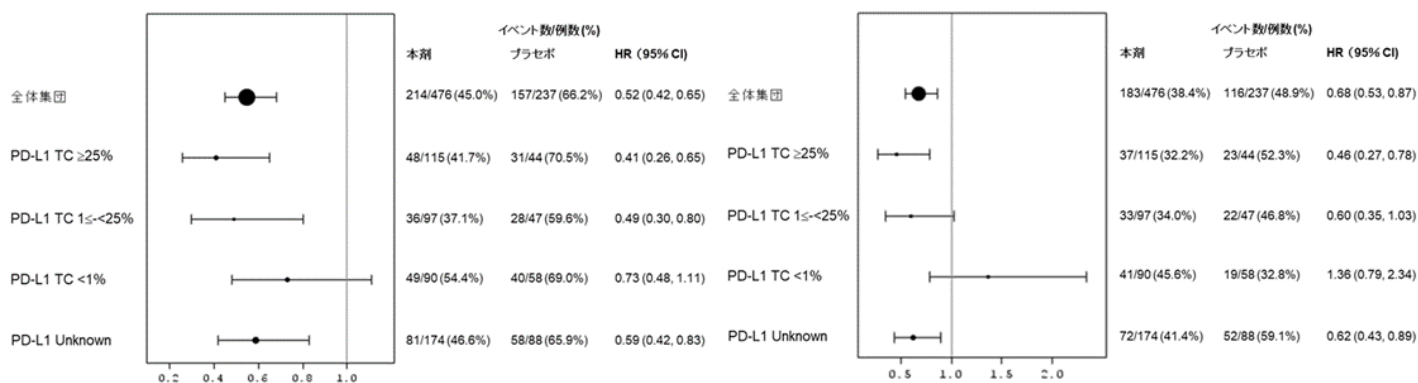 イベント数/例数(%)
本剤 プラセボ HR (95% CI)
全体集団 214/476 (45.0%) 157/237 (66.2%) 0.52 (0.42, 0.65)
PD-L1 TC ≥25% 48/115 (41.7%) 31/44 (70.5%) 0.41 (0.26, 0.65)
PD-L1 TC 1≤-<25% 36/97 (37.1%) 28/47 (59.6%) 0.49 (0.30, 0.80)
PD-L1 TC <1% 49/90 (54.4%) 40/58 (69.0%) 0.73 (0.48, 1.11)
PD-L1 Unknown 81/174 (46.6%) 58/88 (65.9%) 0.59 (0.42, 0.83)
0.2 0.4 0.6 0.8 1.0
イベント数/例数(%)
本剤 プラセボ HR (95% CI)
全体集団 183/476 (38.4%) 116/237 (48.9%) 0.68 (0.53, 0.87)
PD-L1 TC ≥25% 37/115 (32.2%) 23/44 (52.3%) 0.46 (0.27, 0.78)
PD-L1 TC 1≤-<25% 33/97 (34.0%) 22/47 (46.8%) 0.60 (0.35, 1.03)
PD-L1 TC <1% 41/90 (45.6%) 19/58 (32.8%) 1.36 (0.79, 2.34)
PD-L1 Unknown 72/174 (41.4%) 52/88 (59.1%) 0.62 (0.43, 0.89)
0.5 1.0 1.5 2.0